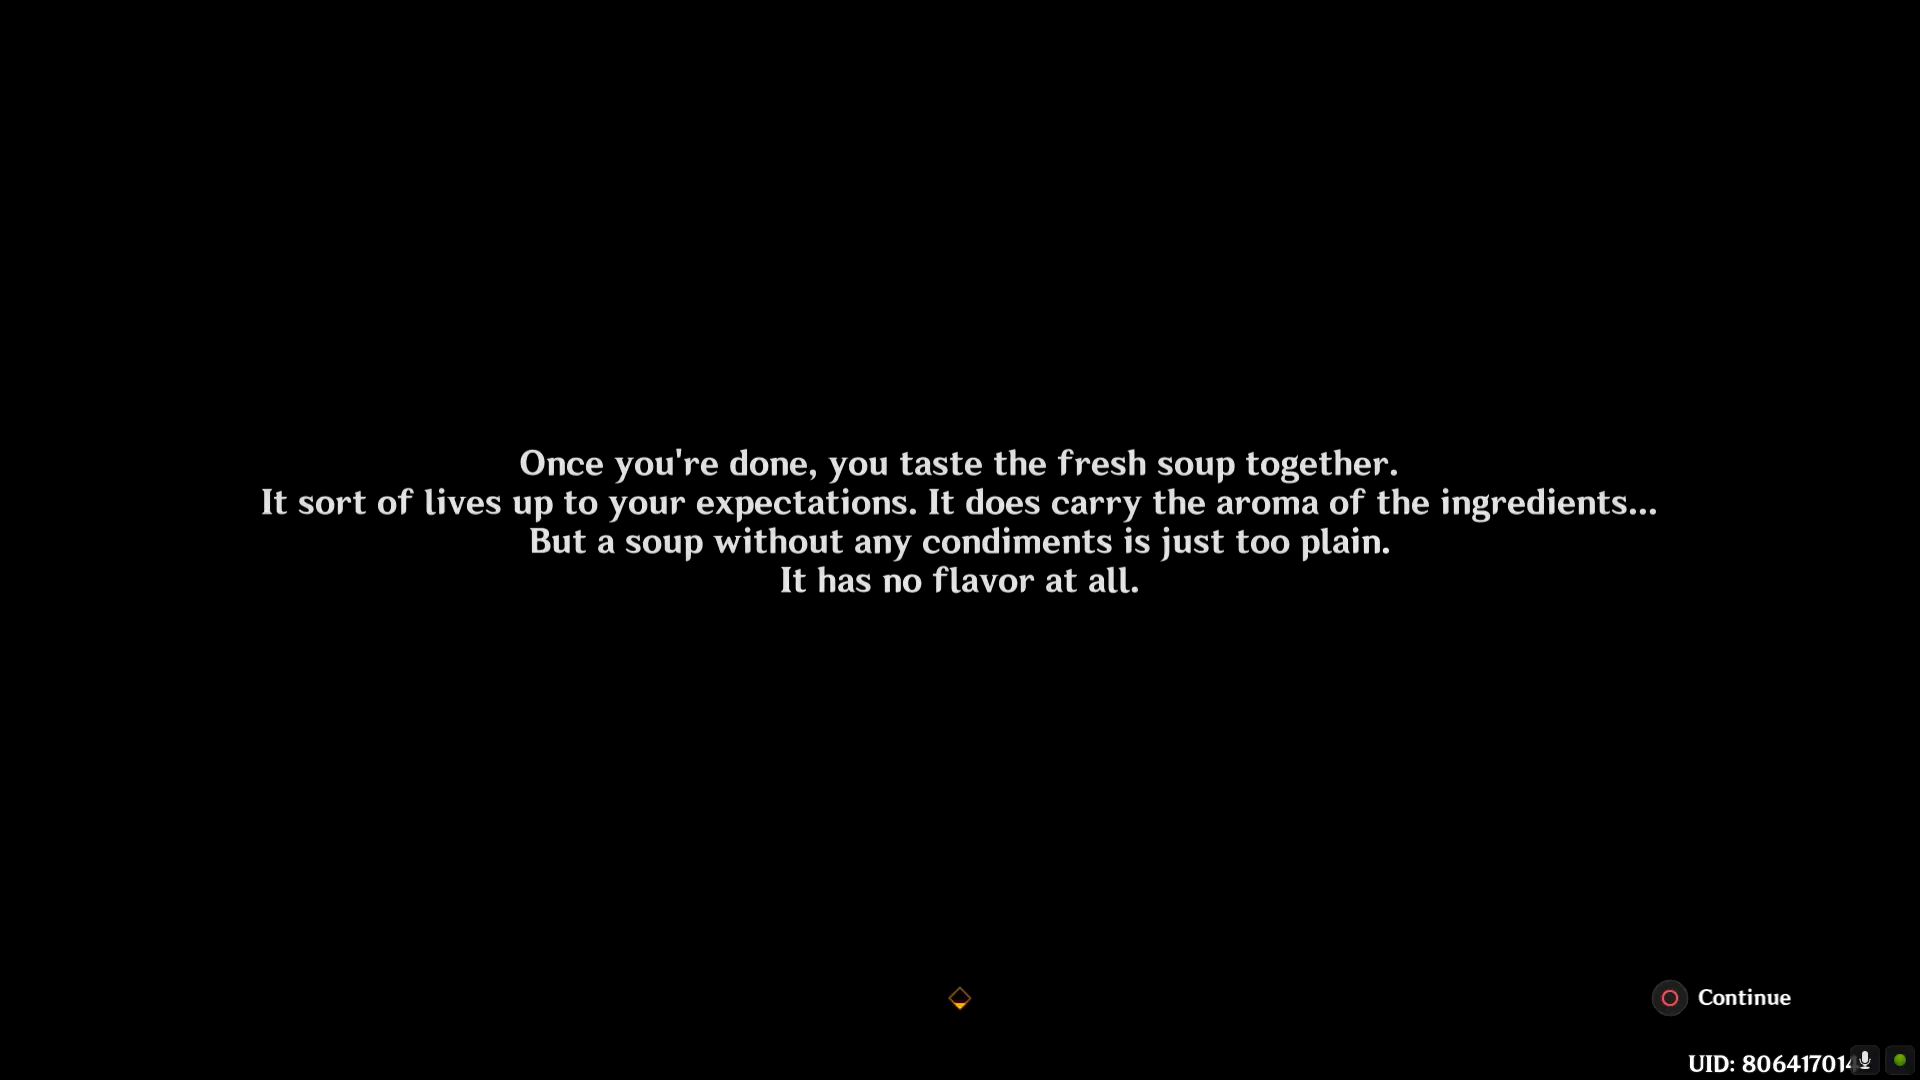 Once you're done, you taste the fresh soup together.
It sort of lives up to your expectations. It does carry the aroma of the ingredients...
But a soup without any condiments is just too plain.
It has no flavor at all.
Continue
UID: